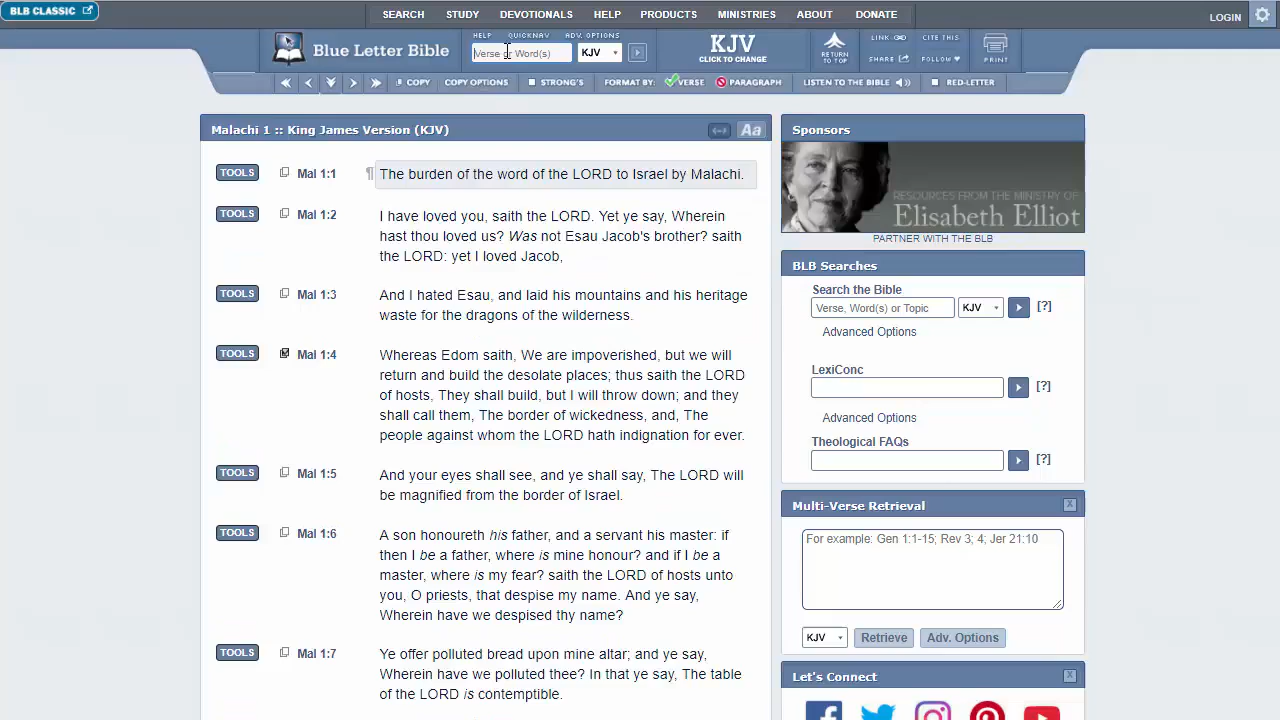 BLB CLASSIC
SEARCH STUDY DEVOTIONALS HELP PRODUCTS MINISTRIES ABOUT DONATE
LOGIN
Blue Letter Bible
HELP QUICKNAV ADV. OPTIONS
Verse or Word(s) KJV
KJV
CLICK TO CHANGE
RETURN
TO TOP
LINK CITE THIS
SHARE FOLLOW
PRINT
COPY COPY OPTIONS STRONG'S FORMAT BY: VERSE PARAGRAPH LISTEN TO THE BIBLE RED-LETTER
Malachi 1 :: King James Version (KJV)
Aa
TOOLS Mal 1:1 ¶ The burden of the word of the LORD to Israel by Malachi.
TOOLS Mal 1:2 I have loved you, saith the LORD. Yet ye say, Wherein
hast thou loved us? Was not Esau Jacob's brother? saith
the LORD: yet I loved Jacob,
TOOLS Mal 1:3 And I hated Esau, and laid his mountains and his heritage
waste for the dragons of the wilderness.
TOOLS Mal 1:4 Whereas Edom saith, We are impoverished, but we will
return and build the desolate places; thus saith the LORD
of hosts, They shall build, but I will throw down; and they
shall call them, The border of wickedness, and, The
people against whom the LORD hath indignation for ever.
TOOLS Mal 1:5 And your eyes shall see, and ye shall say, The LORD will
be magnified from the border of Israel.
TOOLS Mal 1:6 A son honoureth his father, and a servant his master: if
then I be a father, where is mine honour? and if I be a
master, where is my fear? saith the LORD of hosts unto
you, O priests, that despise my name. And ye say,
Wherein have we despised thy name?
TOOLS Mal 1:7 Ye offer polluted bread upon mine altar; and ye say,
Wherein have we polluted thee? In that ye say, The table
of the LORD is contemptible.
Sponsors
RESOURCES FROM THE MINISTRY OF
Elisabeth Elliot
PARTNER WITH THE BLB
BLB Searches
Search the Bible
Verse, Word(s) or Topic KJV [?]
Advanced Options
LexiConc
[?]
Advanced Options
Theological FAQs
[?]
Multi-Verse Retrieval X
For example: Gen 1:1-15; Rev 3; 4; Jer 21:10
KJV Retrieve Adv. Options
Let's Connect X